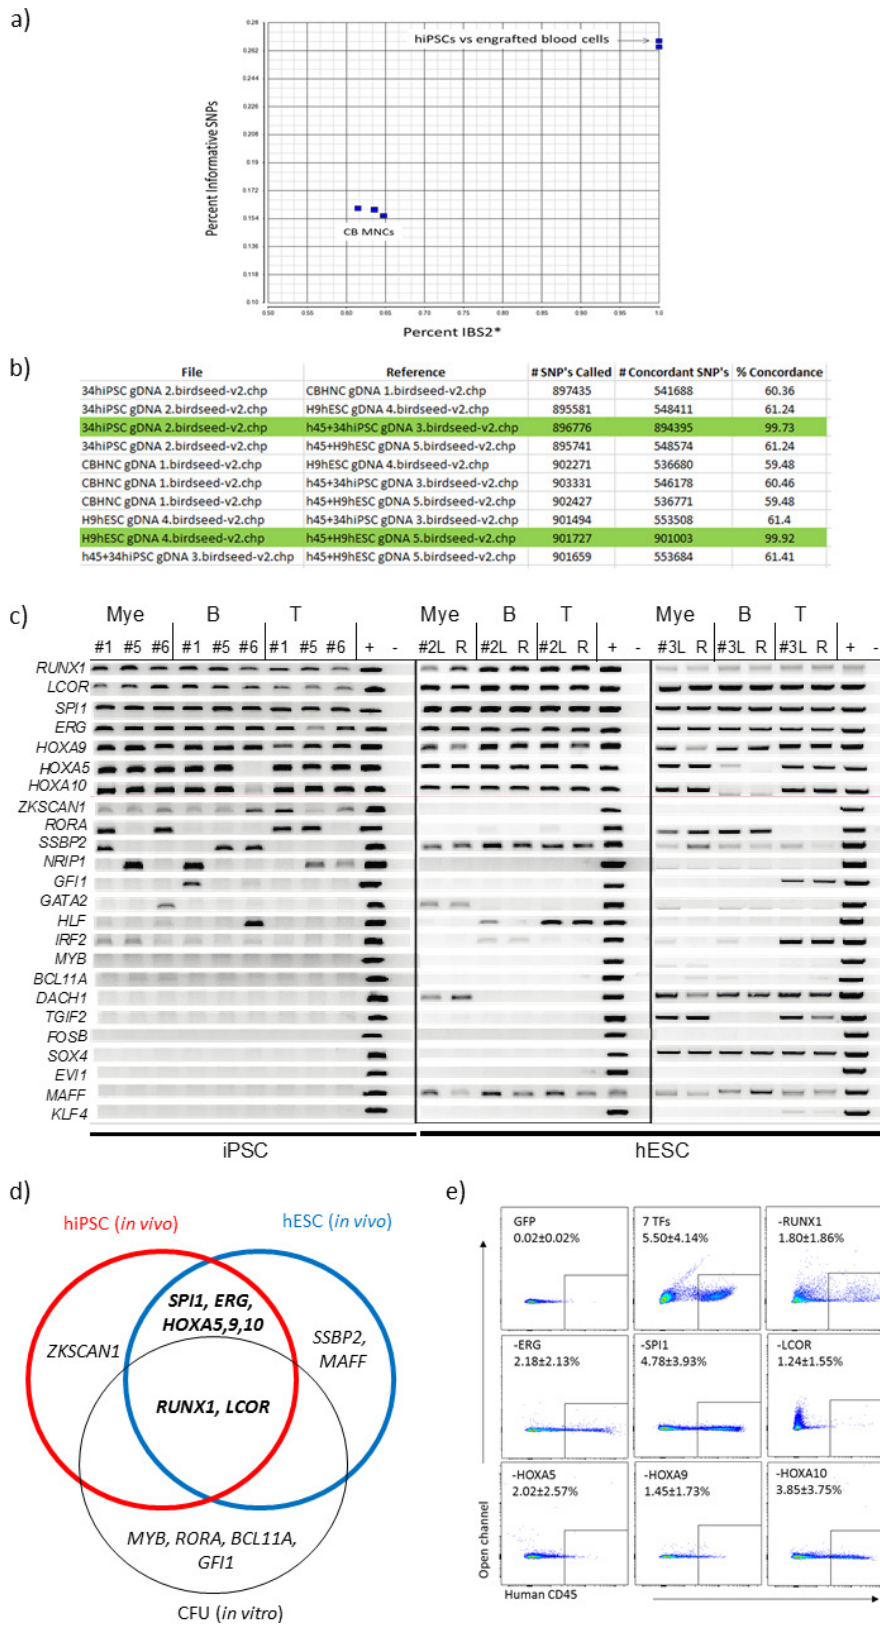 a)
hiPSCs vs engrafted blood cells
CB MNCs
Percent Informative SNPs
0.28
0.262
0.244
0.226
0.208
0.19
0.172
0.154
0.136
0.118
0.10
0.50 0.55 0.60 0.65 0.70 0.75 0.80 0.85 0.90 0.95 1.0
Percent IBS2*
b)
File Reference # SNP's Called # Concordant SNP's % Concordance
34hiPSC gDNA 2.birdseed-v2.chp CBHNC gDNA 1.birdseed-v2.chp 897435 541688 60.36
34hiPSC gDNA 2.birdseed-v2.chp H9hESC gDNA 4.birdseed-v2.chp 895581 548411 61.24
34hiPSC gDNA 2.birdseed-v2.chp h45+34hiPSC gDNA 3.birdseed-v2.chp 896776 894395 99.73
34hiPSC gDNA 2.birdseed-v2.chp h45+H9hESC gDNA 5.birdseed-v2.chp 895741 548574 61.24
CBHNC gDNA 1.birdseed-v2.chp H9hESC gDNA 4.birdseed-v2.chp 902271 536680 59.48
CBHNC gDNA 1.birdseed-v2.chp h45+34hiPSC gDNA 3.birdseed-v2.chp 903331 546178 60.46
CBHNC gDNA 1.birdseed-v2.chp h45+H9hESC gDNA 5.birdseed-v2.chp 902427 536771 59.48
H9hESC gDNA 4.birdseed-v2.chp h45+34hiPSC gDNA 3.birdseed-v2.chp 901494 553508 61.4
H9hESC gDNA 4.birdseed-v2.chp h45+H9hESC gDNA 5.birdseed-v2.chp 901727 901003 99.92
h45+34hiPSC gDNA 3.birdseed-v2.chp h45+H9hESC gDNA 5.birdseed-v2.chp 901659 553684 61.41
c)
Mye B T Mye B T Mye B T
#1 #5 #6 #1 #5 #6 #1 #5 #6 + - #2L R #2L R #2L R + - #3L R #3L R #3L R + -
RUNX1
LCOR
SPI1
ERG
HOXA9
HOXA5
HOXA10
ZKSCAN1
RORA
SSBP2
NRIP1
GFI1
GATA2
HLF
IRF2
MYB
BCL11A
DACH1
TGIF2
FOSB
SOX4
EVI1
MAFF
KLF4
iPSC hESC
d)
hiPSC (in vivo) hESC (in vivo)
SPI1, ERG,
HOXA5,9,10
ZKSCAN1
SSBP2,
MAFF
RUNX1, LCOR
MYB, RORA, BCL11A,
GFI1
CFU (in vitro)
e)
GFP 7 TFs -RUNX1
0.02±0.02% 5.50±4.14% 1.80±1.86%
-ERG -SPI1 -LCOR
2.18±2.13% 4.78±3.93% 1.24±1.55%
-HOXA5 -HOXA9 -HOXA10
2.02±2.57% 1.45±1.73% 3.85±3.75%
Open channel
Human CD45